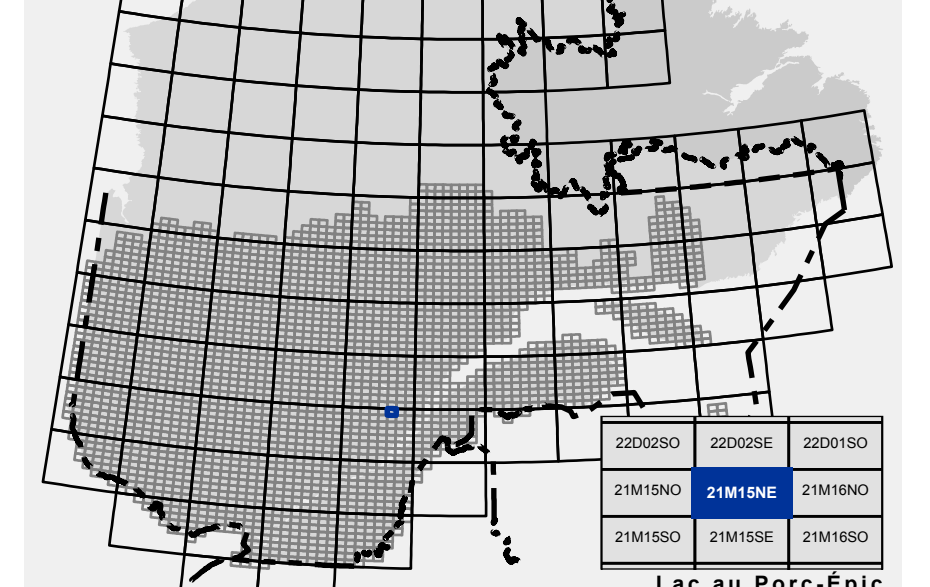 22D02SO 22D02SE 22D01SO
21M15NO 21M15NE 21M16NO
21M15SO 21M15SE 21M16SO
Lac au Porc-Épic